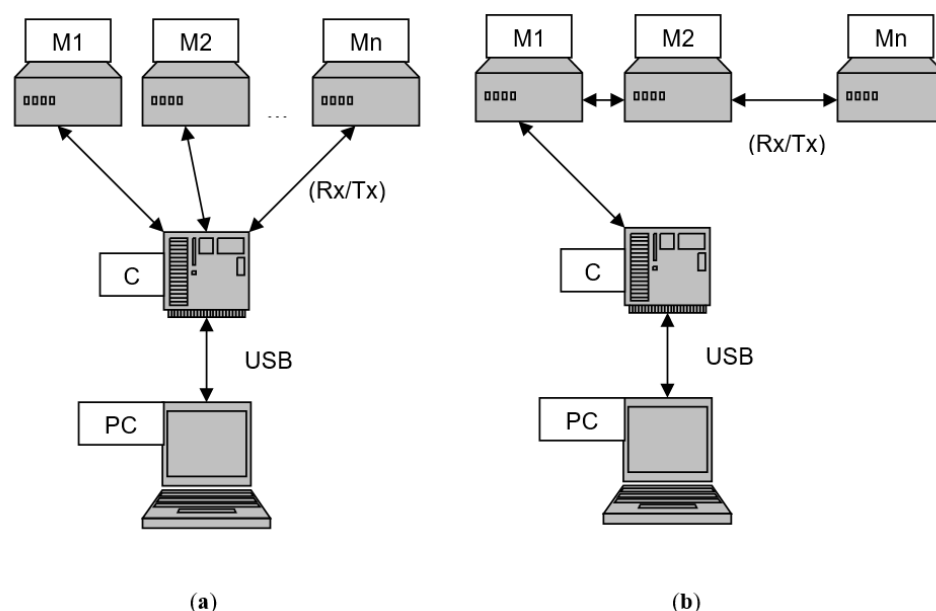 M1 M2 Mn
...
(Rx/Tx)
C
USB
PC
(a)
M1 M2 Mn
(Rx/Tx)
C
USB
PC
(b)